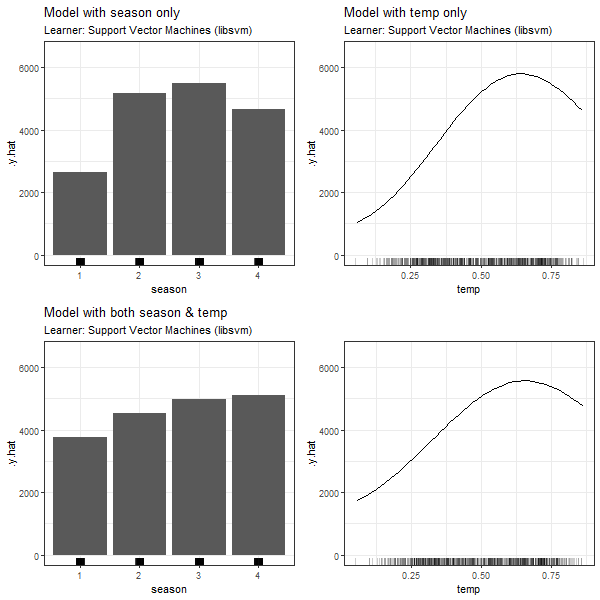 Model with season only
Learner: Support Vector Machines (libsvm)
6000
4000
2000
0
.y.hat
1 2 3 4
season
Model with temp only
Learner: Support Vector Machines (libsvm)
6000
4000
2000
0
.y.hat
0.25 0.50 0.75
temp
Model with both season & temp
Learner: Support Vector Machines (libsvm)
6000
4000
2000
0
.y.hat
1 2 3 4
season
6000
4000
2000
0
.y.hat
0.25 0.50 0.75
temp